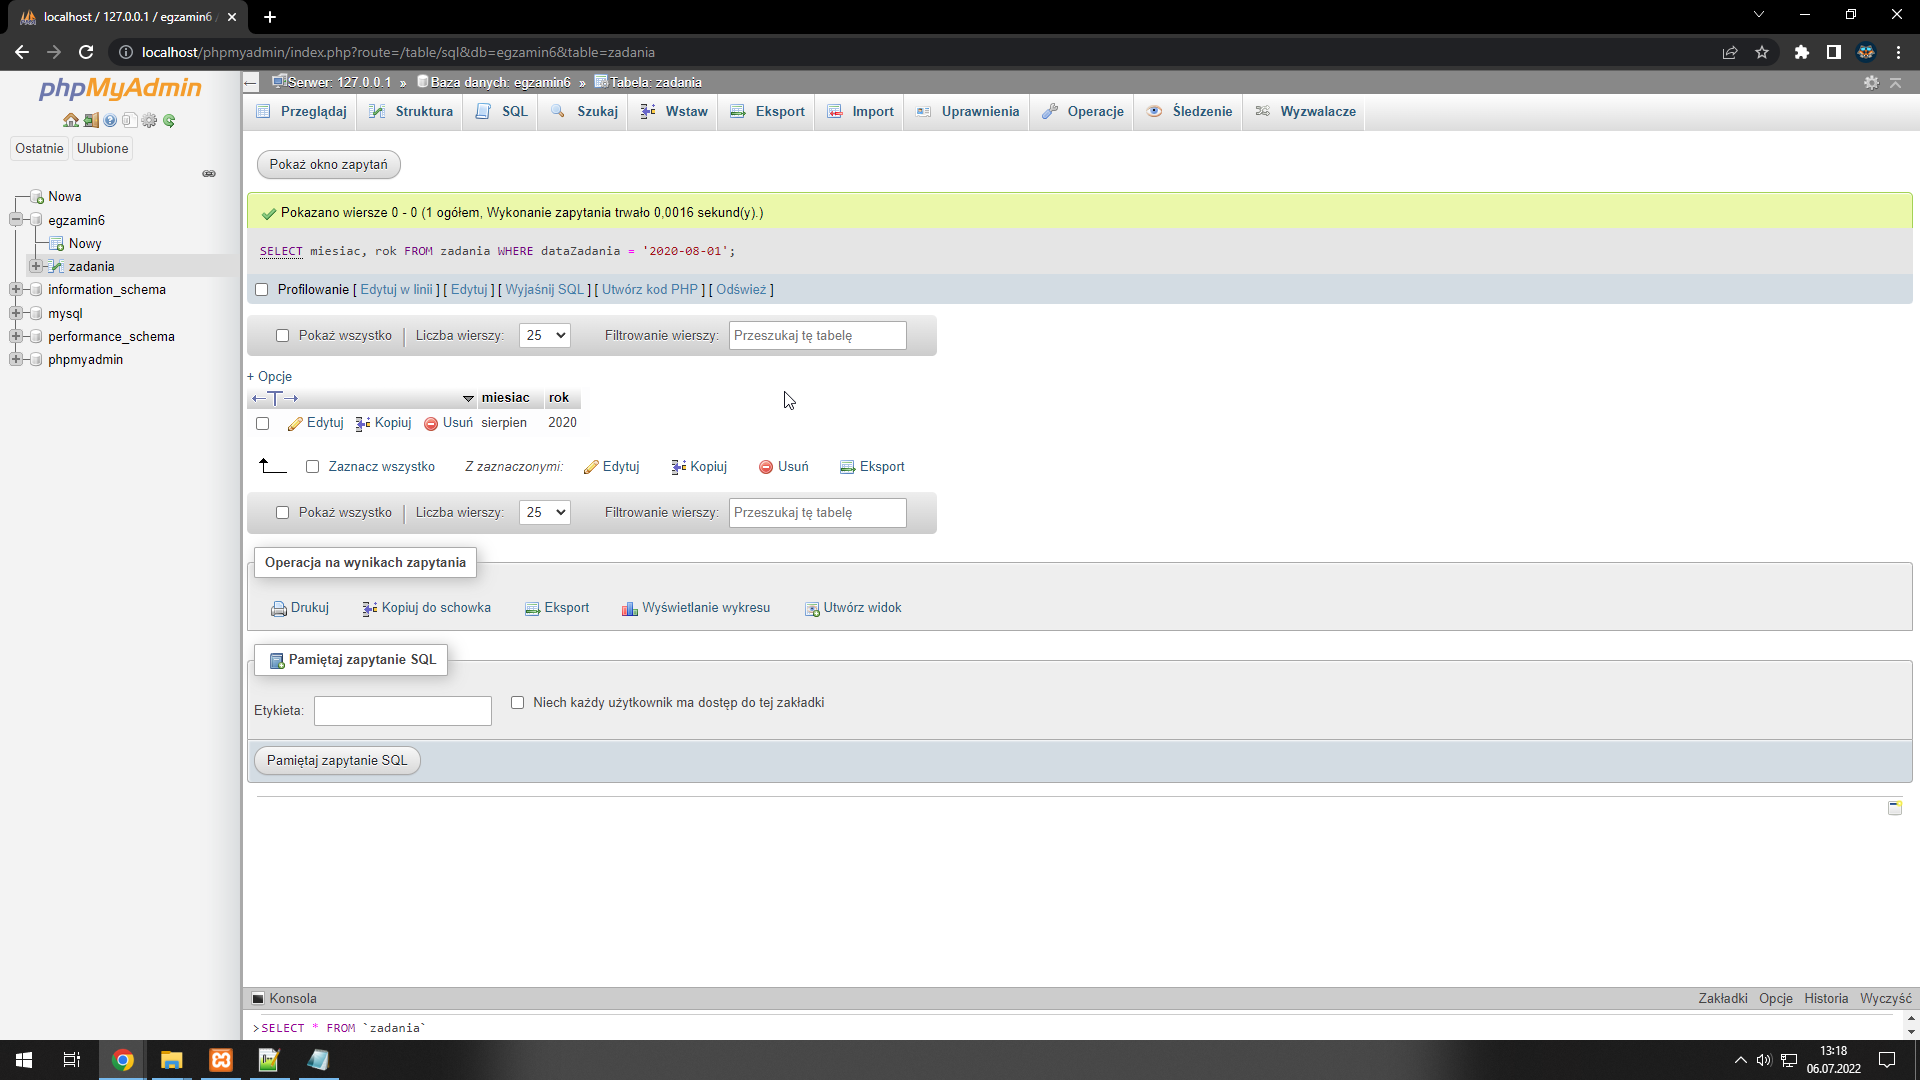 localhost / 127.0.0.1 / egzamin6
localhost/phpmyadmin/index.php?route=/table/sql&db=egzamin6&table=zadania
phpMyAdmin
Ostatnie Ulubione
Nowa
egzamin6
Nowy
zadania
information_schema
mysql
performance_schema
phpmyadmin
Serwer: 127.0.0.1 » Baza danych: egzamin6 » Tabela: zadania
Przeglądaj Struktura SQL Szukaj Wstaw Eksport Import Uprawnienia Operacje Śledzenie Wyzwalacze
Pokaż okno zapytań
Pokazano wiersze 0 - 0 (1 ogółem, Wykonanie zapytania trwało 0,0016 sekund(y).)
SELECT miesiac, rok FROM zadania WHERE dataZadania = '2020-08-01';
Profilowanie [ Edytuj w linii ] [ Edytuj ] [ Wyjaśnij SQL ] [ Utwórz kod PHP ] [ Odśwież ]
Pokaż wszystko Liczba wierszy: 25 Filtrowanie wierszy: Przeszukaj tę tabelę
+ Opcje
←T→ miesiac rok
Edytuj Kopiuj Usuń sierpien 2020
Zaznacz wszystko Z zaznaczonymi: Edytuj Kopiuj Usuń Eksport
Pokaż wszystko Liczba wierszy: 25 Filtrowanie wierszy: Przeszukaj tę tabelę
Operacja na wynikach zapytania
Drukuj Kopiuj do schowka Eksport Wyświetlanie wykresu Utwórz widok
Pamiętaj zapytanie SQL
Etykieta: Niech każdy użytkownik ma dostęp do tej zakładki
Pamiętaj zapytanie SQL
Konsola Zakładki Opcje Historia Wyczyść
>SELECT * FROM `zadania`
13:18
06.07.2022